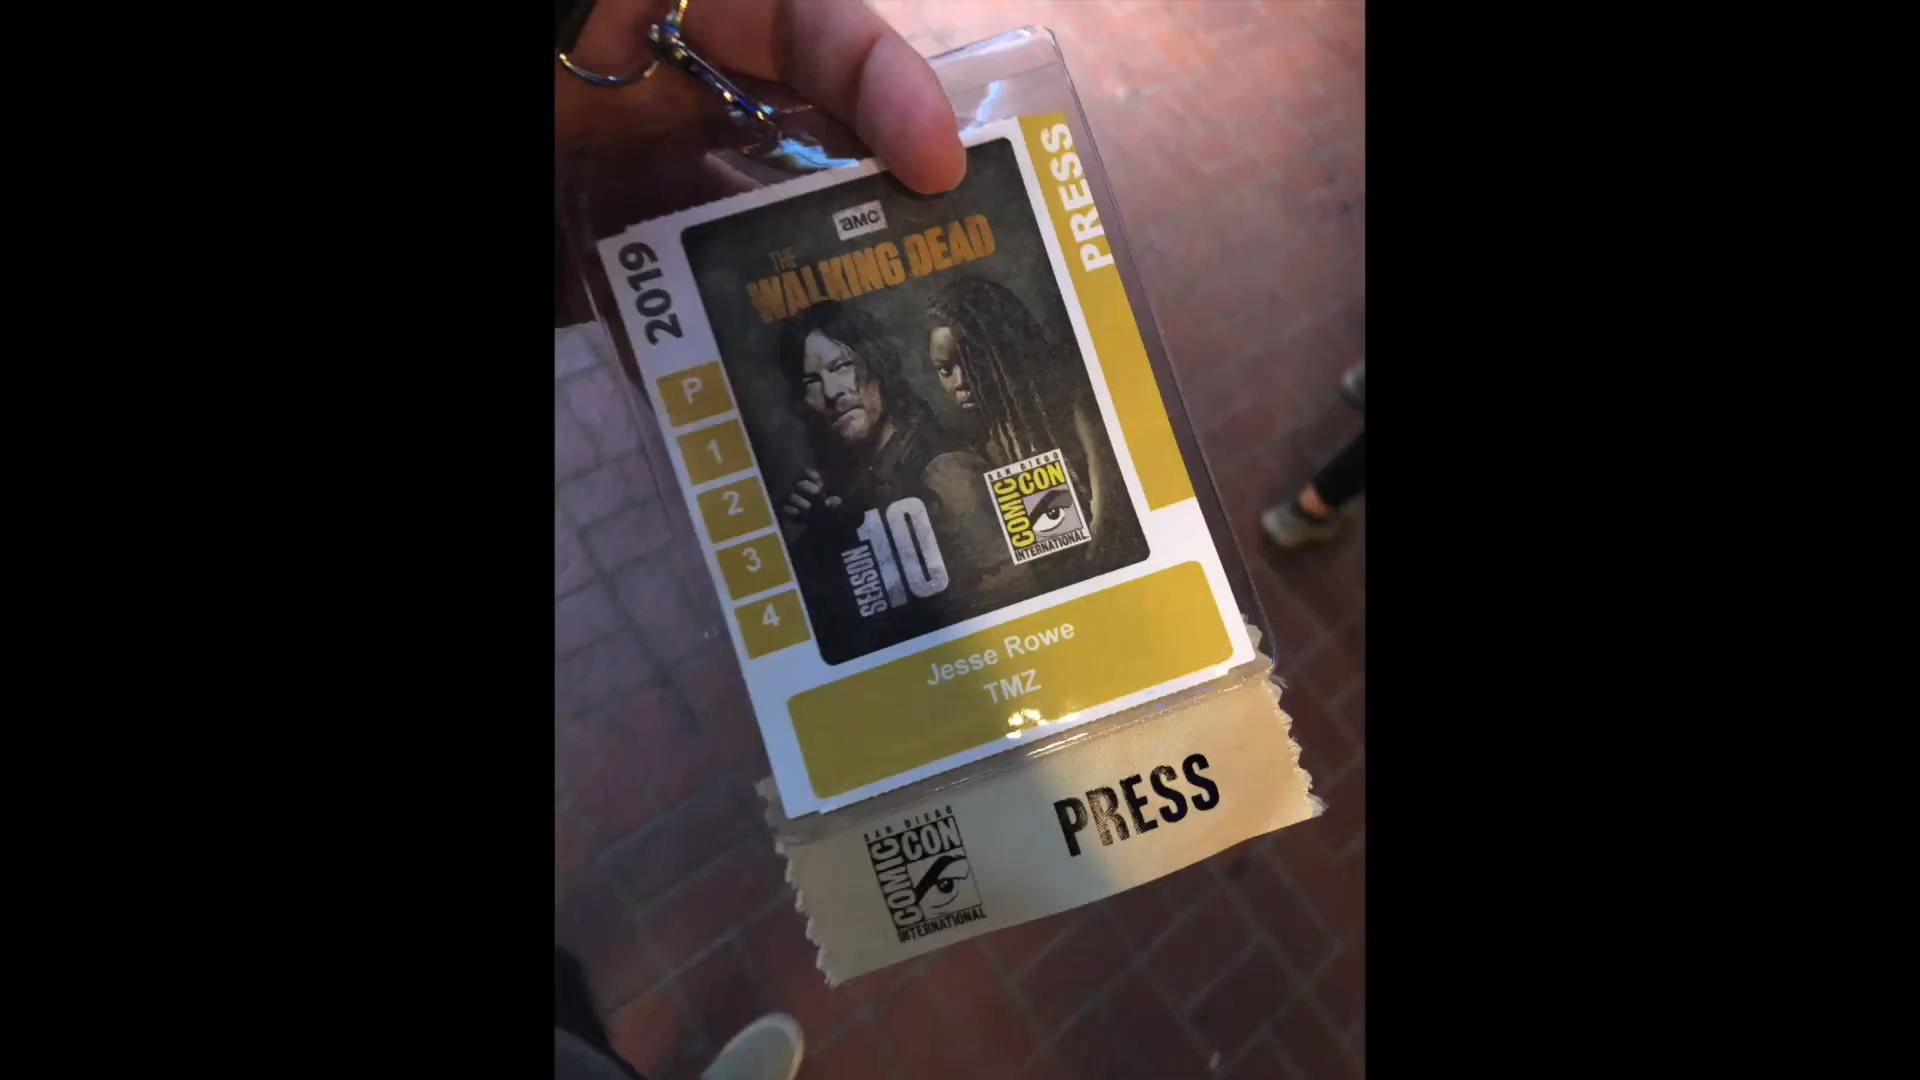 2019
PRESS
aMC
THE
WALKING DEAD
P
1
2
3
4
SEASON 10
SAN DIEGO
COMIC CON
INTERNATIONAL
Jesse Rowe
TMZ
SAN DIEGO
COMIC CON
INTERNATIONAL
PRESS